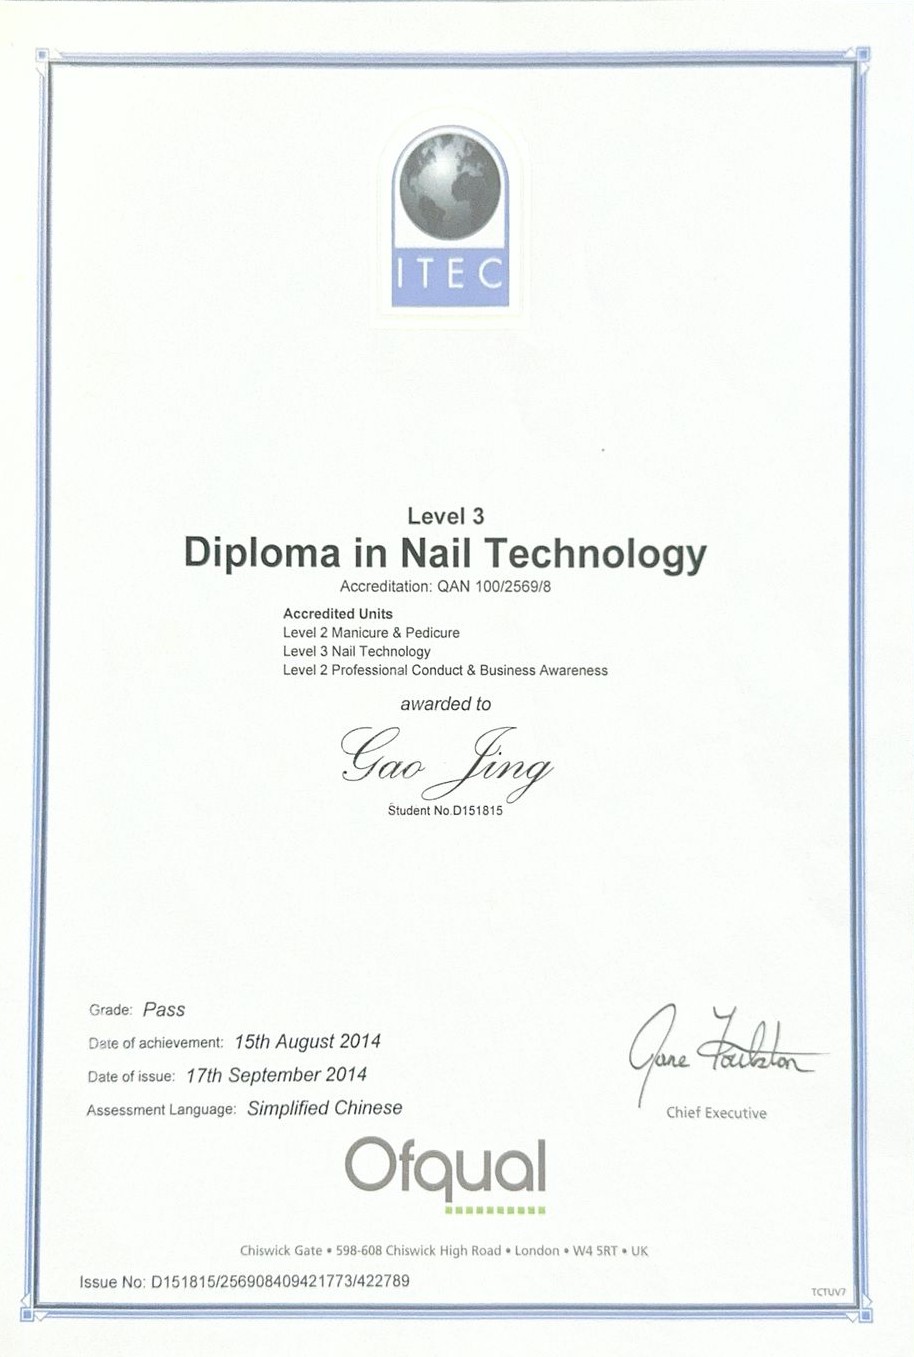 ITEC
Level 3
Diploma in Nail Technology
Accreditation: QAN 100/2569/8
Accredited Units
Level 2 Manicure & Pedicure
Level 3 Nail Technology
Level 2 Professional Conduct & Business Awareness
awarded to
Gao Jing
Student No.D151815
Grade: Pass
Date of achievement: 15th August 2014
Date of issue: 17th September 2014
Assessment Language: Simplified Chinese
Jane Foulston
Chief Executive
Ofqual
Chiswick Gate • 598-608 Chiswick High Road • London • W4 5RT • UK
Issue No: D151815/256908409421773/422789
TCTUV7